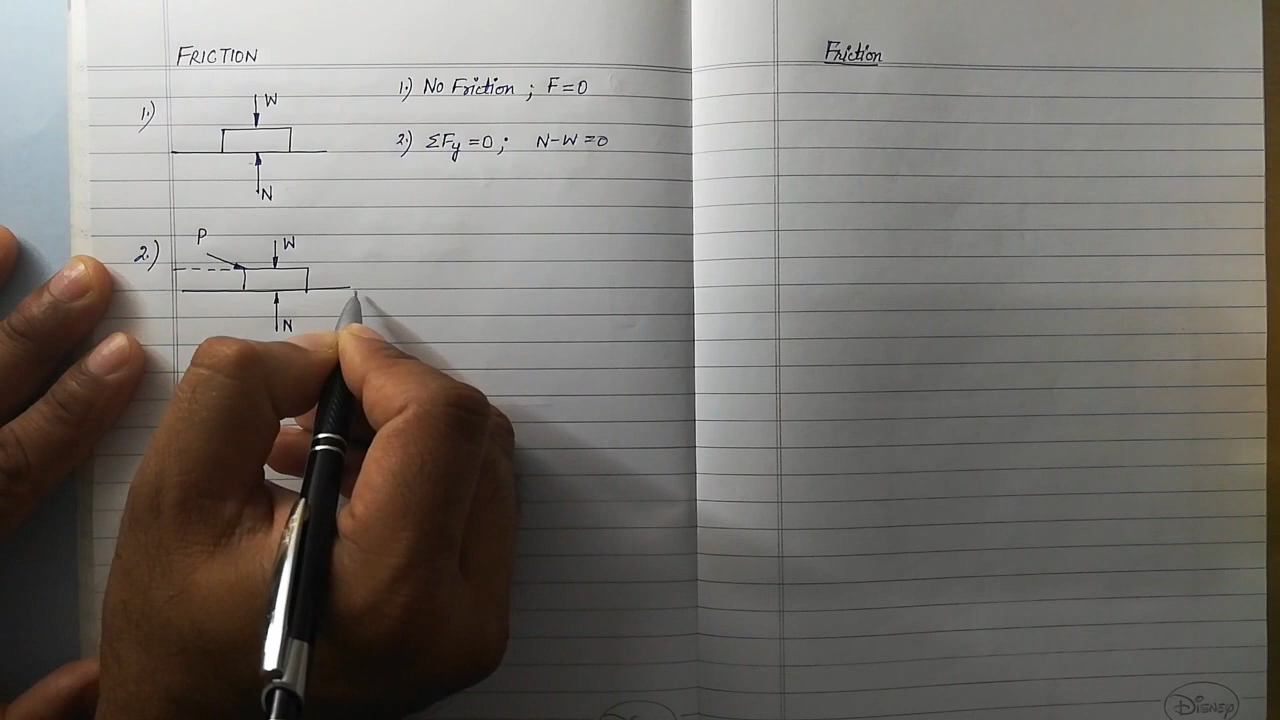 FRICTION
1.) No Friction ; F=0
1.)
W
N
2.) ΣFy =0 ; N-W=0
2.)
P
W
N
Friction
DISNEY